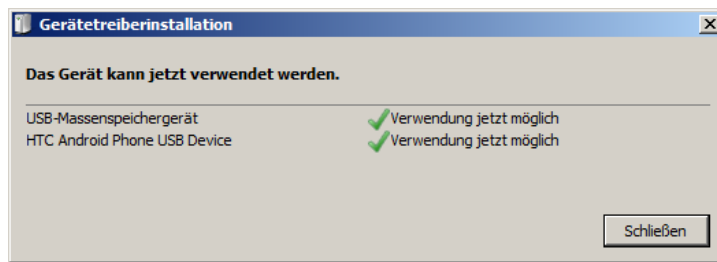 Gerätetreiberinstallation
Das Gerät kann jetzt verwendet werden.
USB-Massenspeichergerät Verwendung jetzt möglich
HTC Android Phone USB Device Verwendung jetzt möglich
Schließen